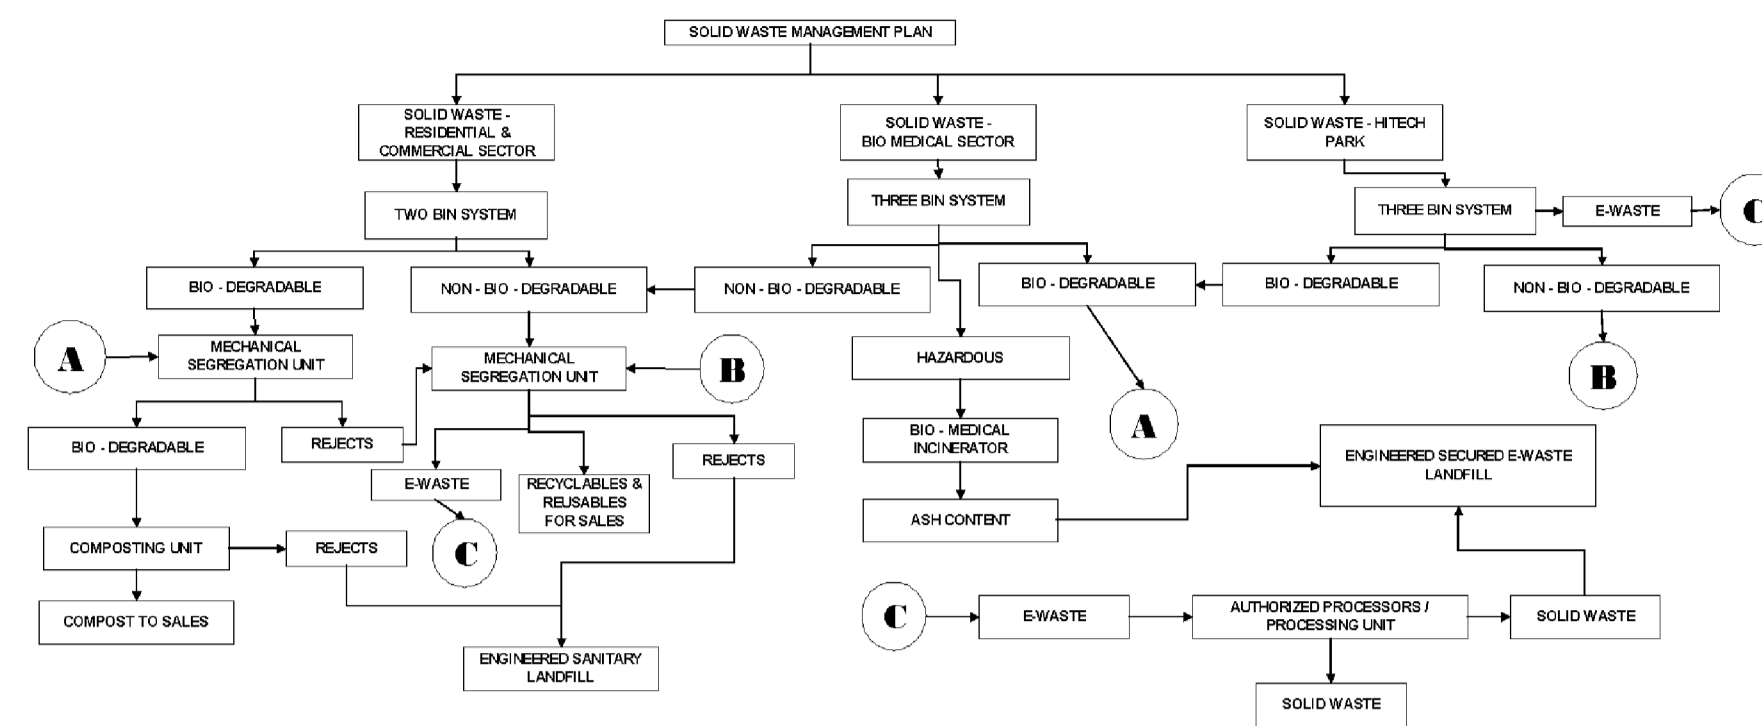 SOLID WASTE MANAGEMENT PLAN
SOLID WASTE -
RESIDENTIAL &
COMMERCIAL SECTOR
SOLID WASTE -
BIO MEDICAL SECTOR
SOLID WASTE - HITECH
PARK
TWO BIN SYSTEM
THREE BIN SYSTEM
THREE BIN SYSTEM
E-WASTE
C
BIO - DEGRADABLE
NON - BIO - DEGRADABLE
NON - BIO - DEGRADABLE
BIO - DEGRADABLE
BIO - DEGRADABLE
NON - BIO - DEGRADABLE
A
MECHANICAL
SEGREGATION UNIT
MECHANICAL
SEGREGATION UNIT
B
HAZARDOUS
B
BIO - DEGRADABLE
REJECTS
REJECTS
BIO - MEDICAL
INCINERATOR
A
ENGINEERED SECURED E-WASTE
LANDFILL
E-WASTE
RECYCLABLES &
REUSABLES
FOR SALES
ASH CONTENT
COMPOSTING UNIT
REJECTS
C
COMPOST TO SALES
C
E-WASTE
AUTHORIZED PROCESSORS /
PROCESSING UNIT
SOLID WASTE
ENGINEERED SANITARY
LANDFILL
SOLID WASTE